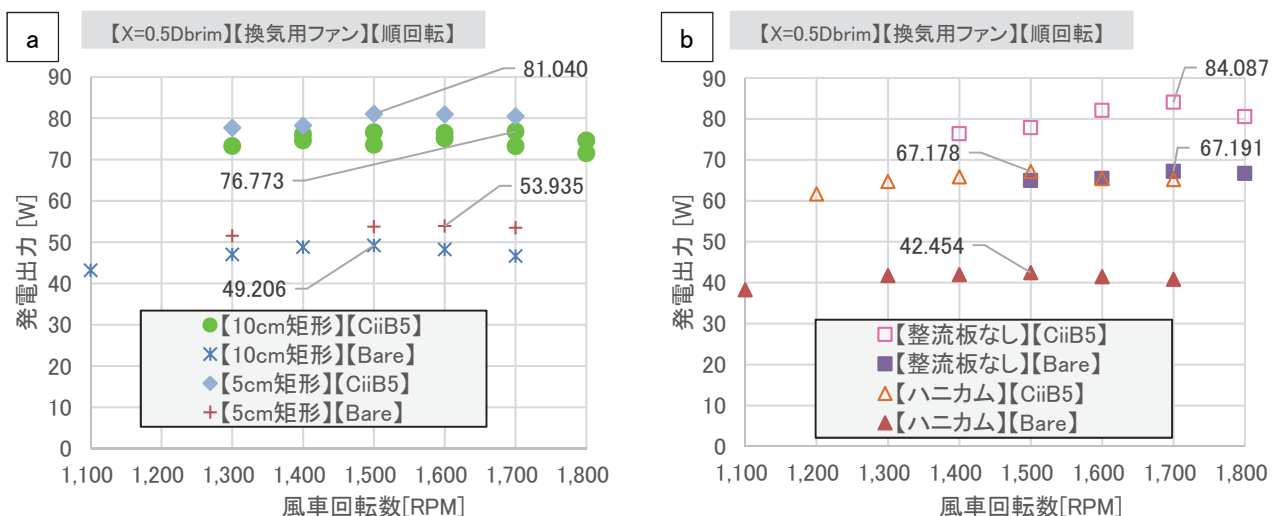 a
【X=0.5Dbrim】【換気用ファン】【順回転】
発電出力 [W]
90
80
70
60
50
40
30
20
10
0
81.040
76.773
53.935
49.206
【10cm矩形】【CiiB5】
【10cm矩形】【Bare】
【5cm矩形】【CiiB5】
【5cm矩形】【Bare】
1,100 1,200 1,300 1,400 1,500 1,600 1,700 1,800
風車回転数[RPM]
b
【X=0.5Dbrim】【換気用ファン】【順回転】
発電出力 [W]
90
80
70
60
50
40
30
20
10
0
84.087
67.178
67.191
42.454
【整流板なし】【CiiB5】
【整流板なし】【Bare】
【ハニカム】【CiiB5】
【ハニカム】【Bare】
1,100 1,200 1,300 1,400 1,500 1,600 1,700 1,800
風車回転数[RPM]